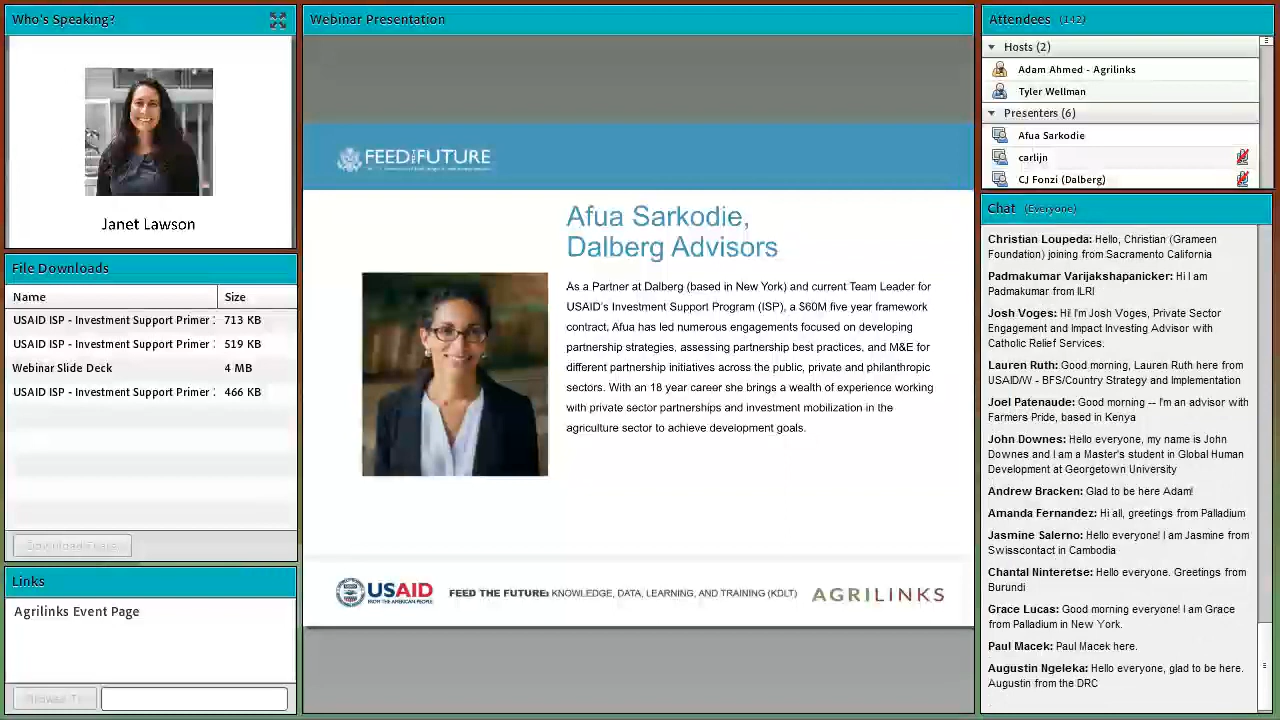 Who's Speaking?
Janet Lawson
File Downloads
Name Size
USAID ISP - Investment Support Primer 713 KB
USAID ISP - Investment Support Primer 519 KB
Webinar Slide Deck 4 MB
USAID ISP - Investment Support Primer 466 KB
Download File(s)
Links
Agrilinks Event Page
Browse To
Webinar Presentation
FEED THE FUTURE
Afua Sarkodie,
Dalberg Advisors
As a Partner at Dalberg (based in New York) and current Team Leader for
USAID's Investment Support Program (ISP), a $60M five year framework
contract, Afua has led numerous engagements focused on developing
partnership strategies, assessing partnership best practices, and M&E for
different partnership initiatives across the public, private and philanthropic
sectors. With an 18 year career she brings a wealth of experience working
with private sector partnerships and investment mobilization in the
agriculture sector to achieve development goals.
USAID
FROM THE AMERICAN PEOPLE
FEED THE FUTURE: KNOWLEDGE, DATA, LEARNING, AND TRAINING (KDLT)
AGRILINKS
Attendees (142)
Hosts (2)
Adam Ahmed - Agrilinks
Tyler Wellman
Presenters (6)
Afua Sarkodie
carlijn
CJ Fonzi (Dalberg)
Chat (Everyone)
Christian Loupeda: Hello, Christian (Grameen
Foundation) joining from Sacramento California
Padmakumar Varijakshapanicker: Hi I am
Padmakumar from ILRI
Josh Voges: Hi! I'm Josh Voges, Private Sector
Engagement and Impact Investing Advisor with
Catholic Relief Services.
Lauren Ruth: Good morning, Lauren Ruth here from
USAID/W - BFS/Country Strategy and Implementation
Joel Patenaude: Good morning -- I'm an advisor with
Farmers Pride, based in Kenya
John Downes: Hello everyone, my name is John
Downes and I am a Master's student in Global Human
Development at Georgetown University
Andrew Bracken: Glad to be here Adam!
Amanda Fernandez: Hi all, greetings from Palladium
Jasmine Salerno: Hello everyone! I am Jasmine from
Swisscontact in Cambodia
Chantal Ninteretse: Hello everyone. Greetings from
Burundi
Grace Lucas: Good morning everyone! I am Grace
from Palladium in New York.
Paul Macek: Paul Macek here.
Augustin Ngeleka: Hello everyone, glad to be here.
Augustin from the DRC